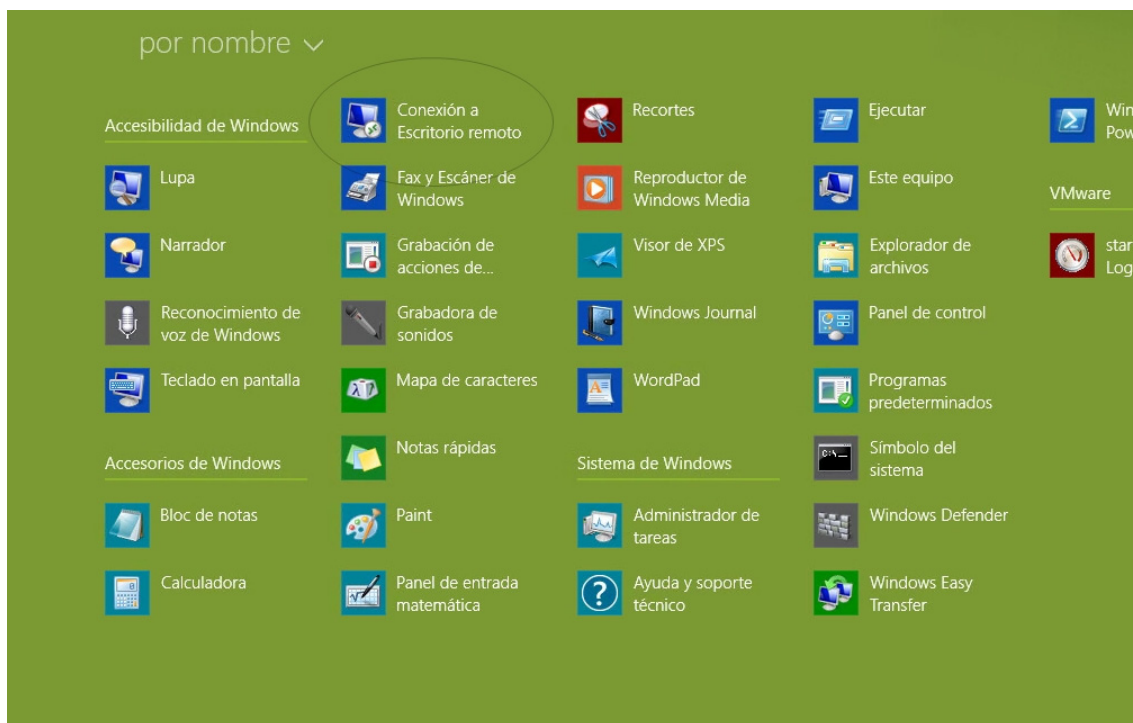 por nombre
Accesibilidad de Windows
Lupa
Narrador
Reconocimiento de
voz de Windows
Teclado en pantalla
Accesorios de Windows
Bloc de notas
Calculadora
Conexión a
Escritorio remoto
Fax y Escáner de
Windows
Grabación de
acciones de...
Grabadora de
sonidos
Mapa de caracteres
Notas rápidas
Paint
Panel de entrada
matemática
Recortes
Reproductor de
Windows Media
Visor de XPS
Windows Journal
WordPad
Sistema de Windows
Administrador de
tareas
Ayuda y soporte
técnico
Ejecutar
Este equipo
Explorador de
archivos
Panel de control
Programas
predeterminados
Símbolo del
sistema
Windows Defender
Windows Easy
Transfer
Win
Pow
VMware
star
Log